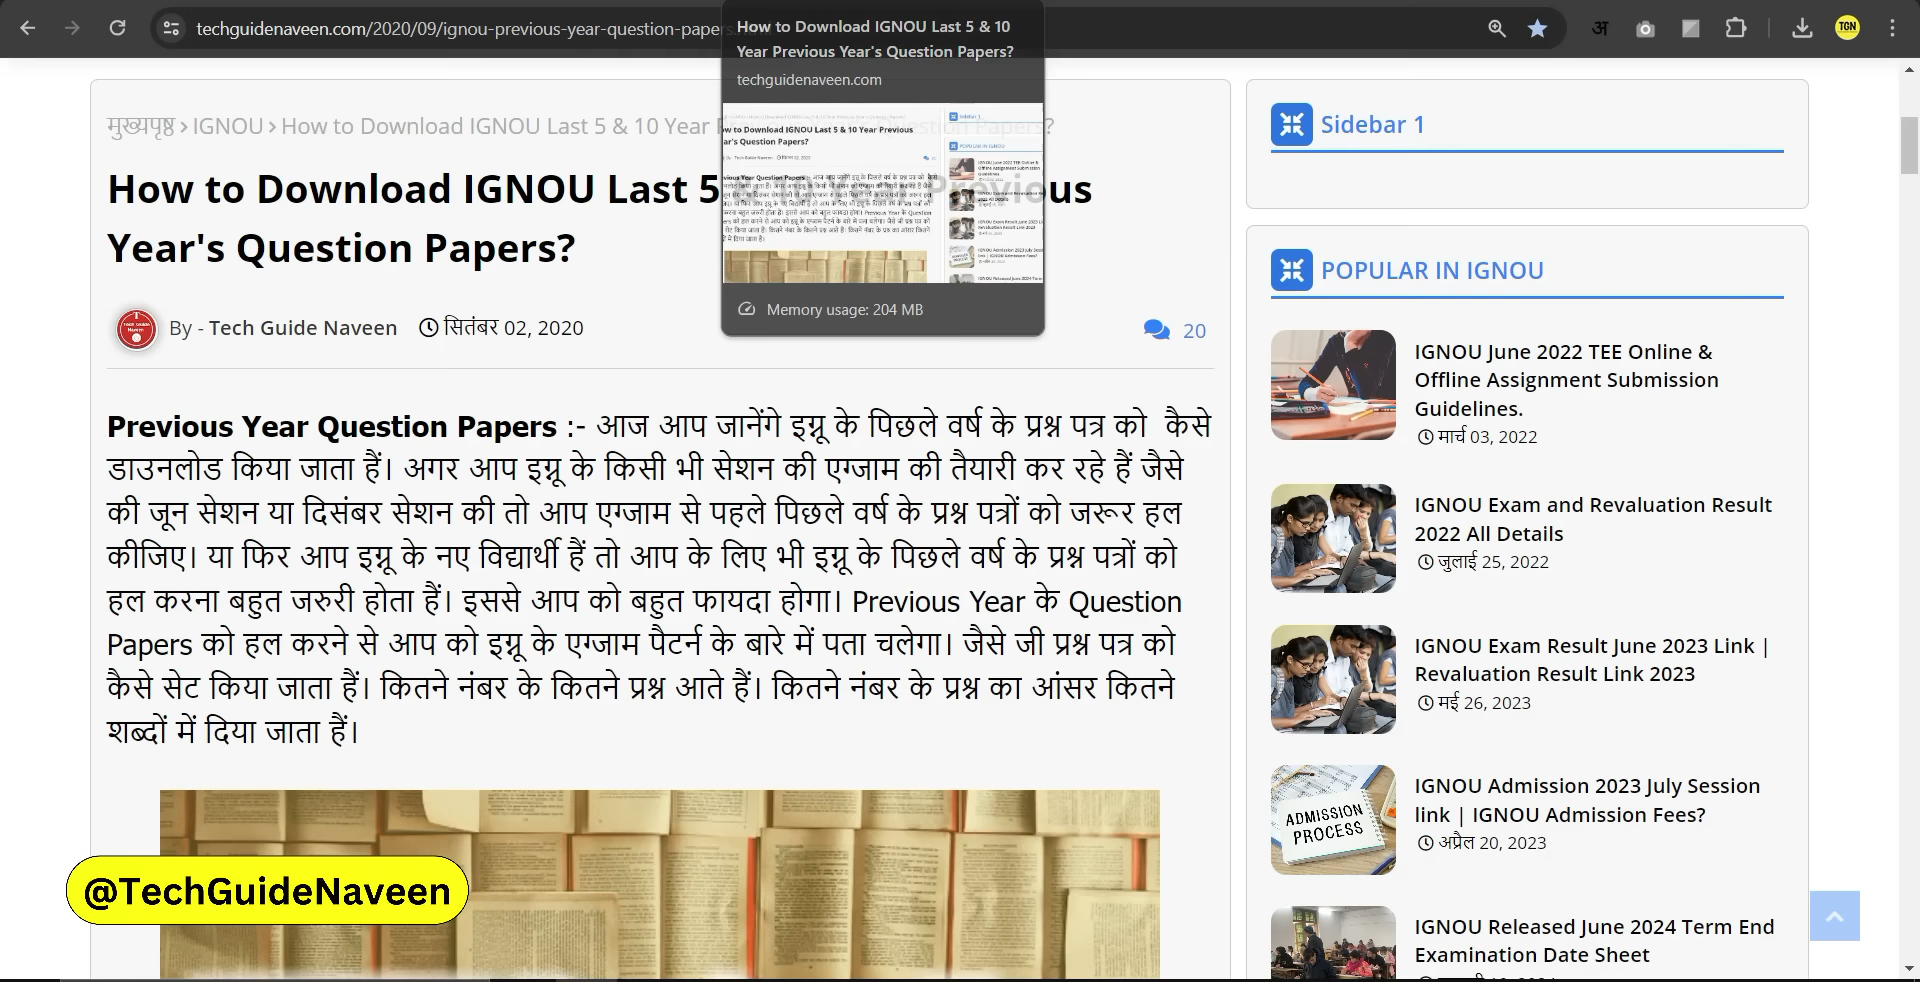 techguidenaveen.com/2020/09/ignou-previous-year-question-paper
TGN
How to Download IGNOU Last 5 & 10
Year Previous Year's Question Papers?
techguidenaveen.com
Memory usage: 204 MB
मुख्यपृष्ठ › IGNOU › How to Download IGNOU Last 5 & 10 Year
How to Download IGNOU Last 5
Year's Question Papers?
By - Tech Guide Naveen सितंबर 02, 2020
20
Previous Year Question Papers :- आज आप जानेंगे इग्नू के पिछले वर्ष के प्रश्न पत्र को कैसे
डाउनलोड किया जाता हैं। अगर आप इग्नू के किसी भी सेशन की एग्जाम की तैयारी कर रहे हैं जैसे
की जून सेशन या दिसंबर सेशन की तो आप एग्जाम से पहले पिछले वर्ष के प्रश्न पत्रों को जरूर हल
कीजिए। या फिर आप इग्नू के नए विद्यार्थी हैं तो आप के लिए भी इग्नू के पिछले वर्ष के प्रश्न पत्रों को
हल करना बहुत जरुरी होता हैं। इससे आप को बहुत फायदा होगा। Previous Year के Question
Papers को हल करने से आप को इग्नू के एग्जाम पैटर्न के बारे में पता चलेगा। जैसे जी प्रश्न पत्र को
कैसे सेट किया जाता हैं। कितने नंबर के कितने प्रश्न आते हैं। कितने नंबर के प्रश्न का आंसर कितने
शब्दों में दिया जाता हैं।
@TechGuideNaveen
Sidebar 1
POPULAR IN IGNOU
IGNOU June 2022 TEE Online &
Offline Assignment Submission
Guidelines.
मार्च 03, 2022
IGNOU Exam and Revaluation Result
2022 All Details
जुलाई 25, 2022
IGNOU Exam Result June 2023 Link |
Revaluation Result Link 2023
मई 26, 2023
ADMISSION
PROCESS
IGNOU Admission 2023 July Session
link | IGNOU Admission Fees?
अप्रैल 20, 2023
IGNOU Released June 2024 Term End
Examination Date Sheet